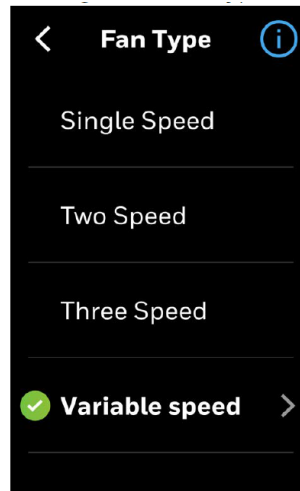 Fan Type
Single Speed
Two Speed
Three Speed
Variable speed